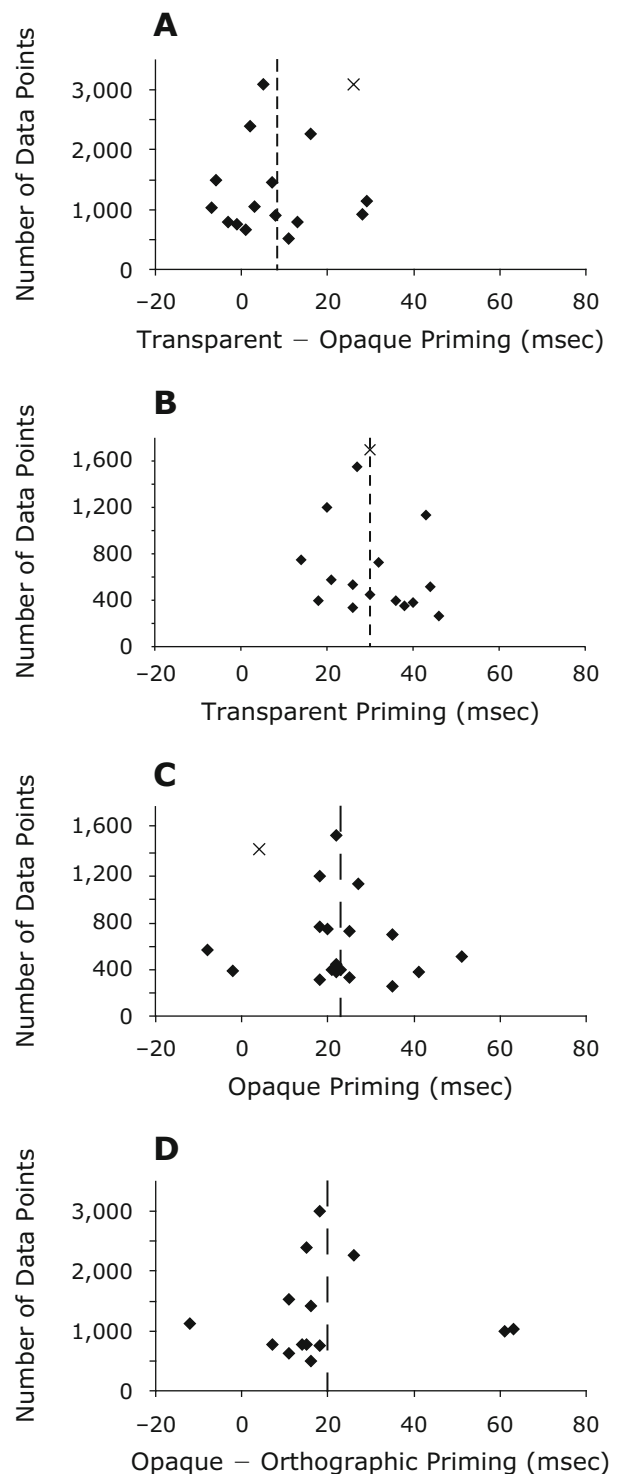 A
Number of Data Points
3,000
2,000
1,000
0
−20 0 20 40 60 80
Transparent − Opaque Priming (msec)
B
Number of Data Points
1,600
1,200
800
400
0
−20 0 20 40 60 80
Transparent Priming (msec)
C
Number of Data Points
1,600
1,200
800
400
0
−20 0 20 40 60 80
Opaque Priming (msec)
D
Number of Data Points
3,000
2,000
1,000
0
−20 0 20 40 60 80
Opaque − Orthographic Priming (msec)